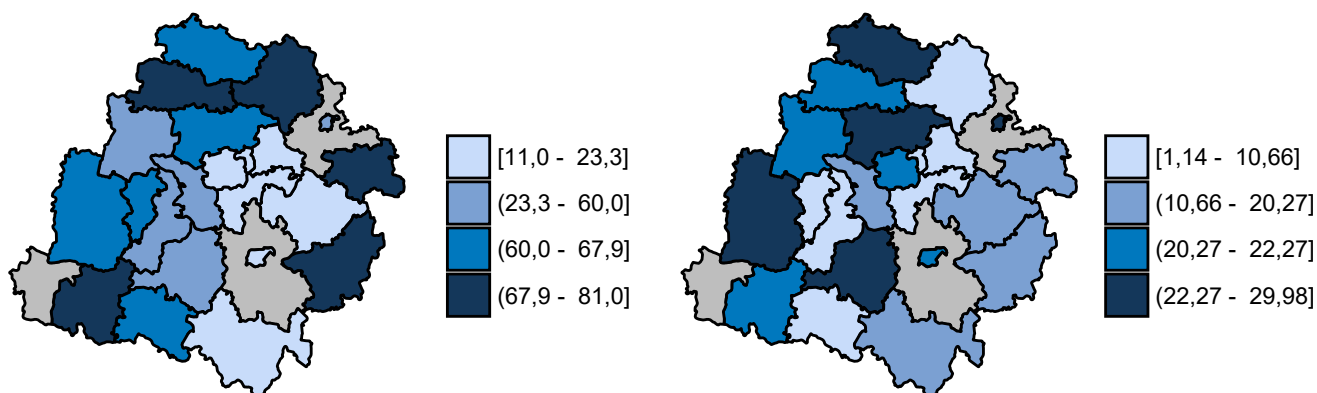 [11,0 - 23,3]
(23,3 - 60,0]
(60,0 - 67,9]
(67,9 - 81,0]
[1,14 - 10,66]
(10,66 - 20,27]
(20,27 - 22,27]
(22,27 - 29,98]